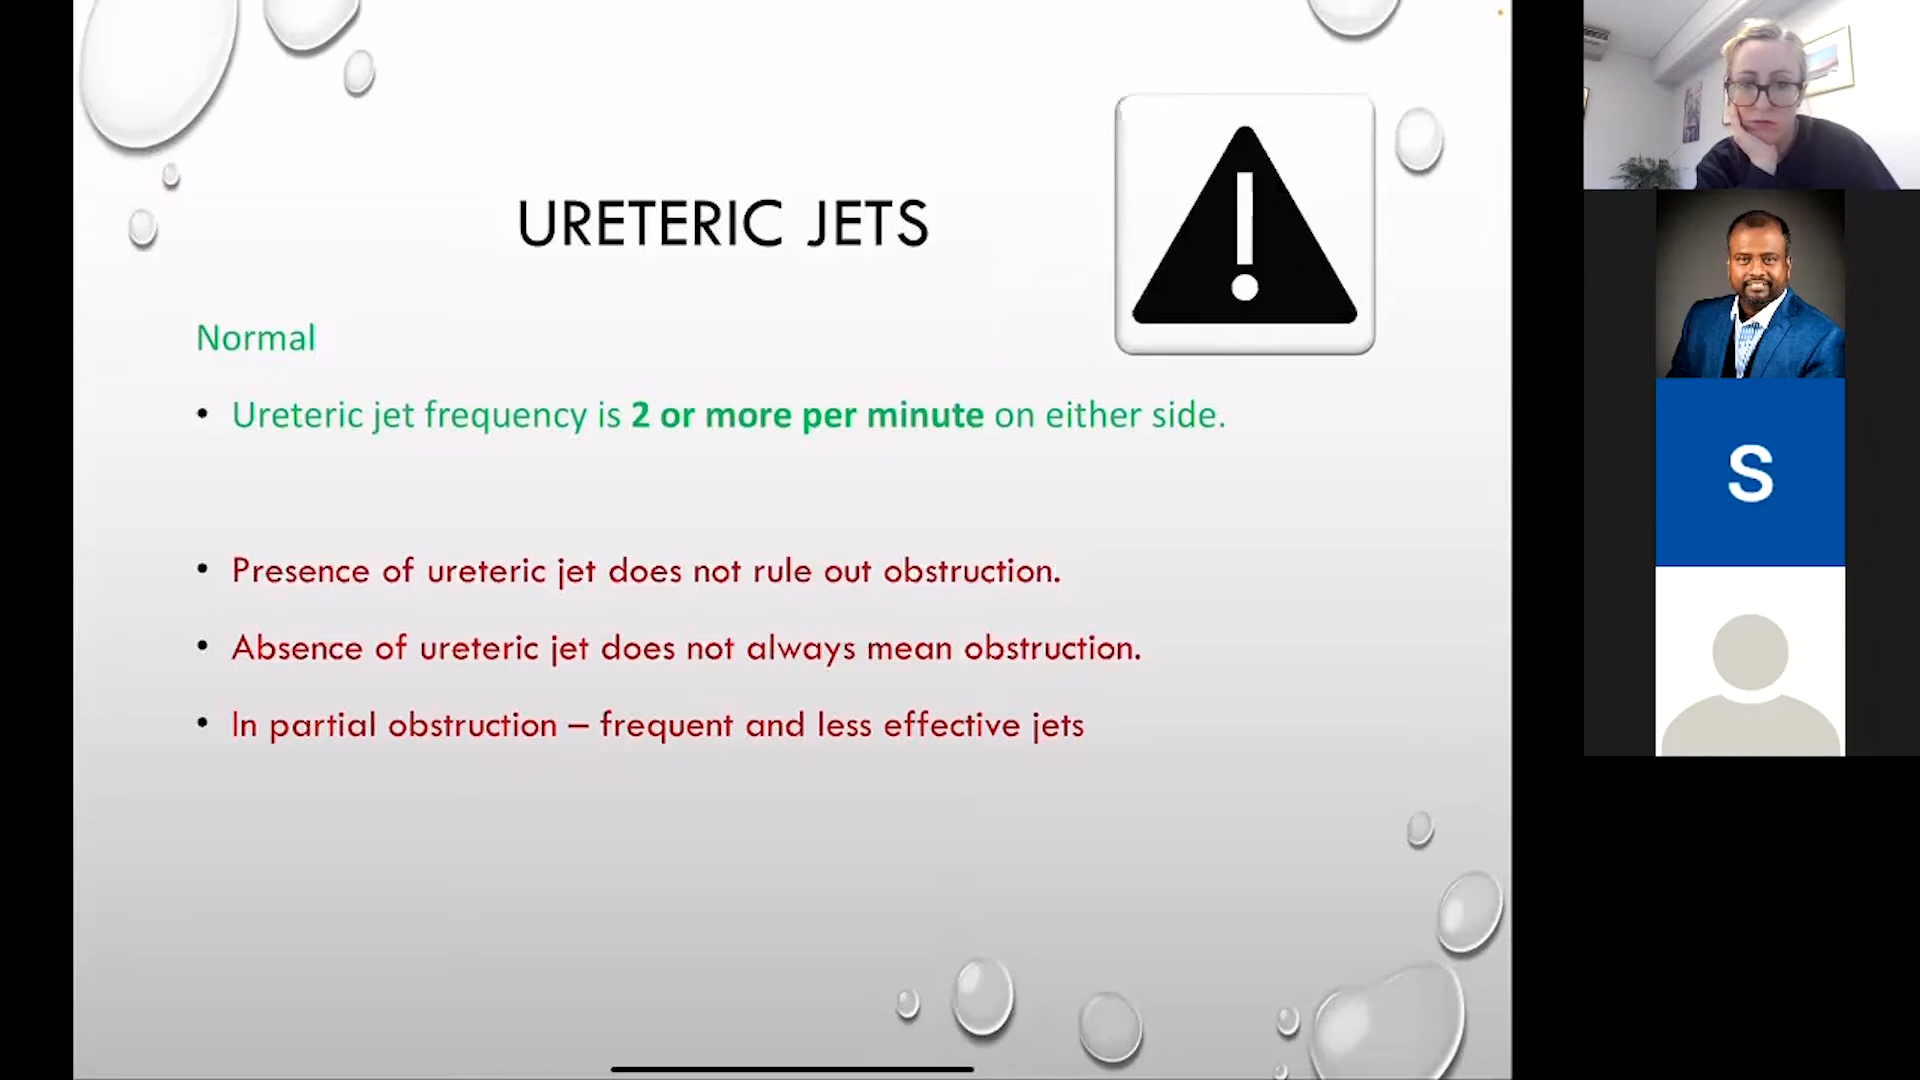 URETERIC JETS
Normal
• Ureteric jet frequency is 2 or more per minute on either side.
• Presence of ureteric jet does not rule out obstruction.
• Absence of ureteric jet does not always mean obstruction.
• In partial obstruction – frequent and less effective jets
S